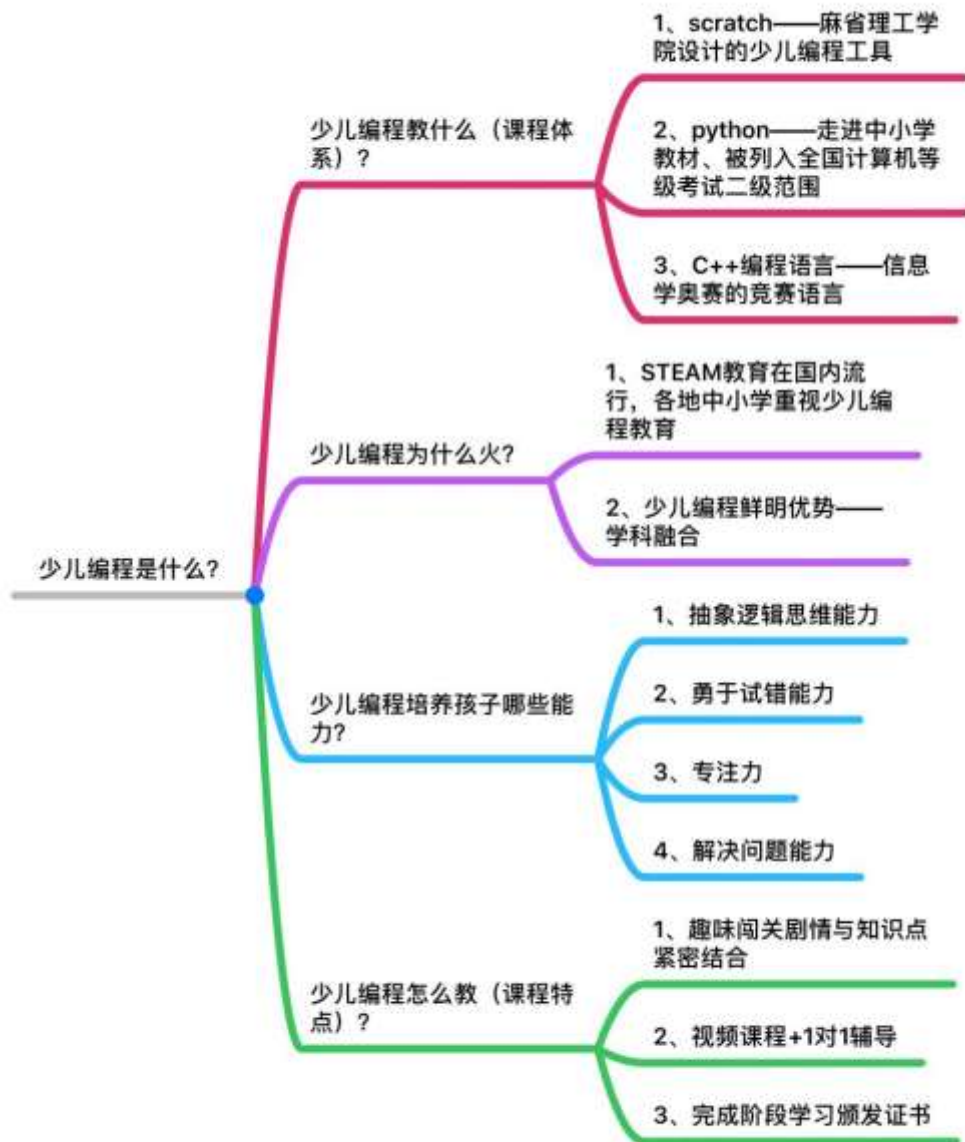 少儿编程是什么?
少儿编程教什么（课程体
系）?
1、scratch——麻省理工学
院设计的少儿编程工具
2、python——走进中小学
教材、被列入全国计算机等
级考试二级范围
3、C++编程语言——信息
学奥赛的竞赛语言
少儿编程为什么火?
1、STEAM教育在国内流
行，各地中小学重视少儿编
程教育
2、少儿编程鲜明优势——
学科融合
少儿编程培养孩子哪些能
力?
1、抽象逻辑思维能力
2、勇于试错能力
3、专注力
4、解决问题能力
少儿编程怎么教（课程特
点）?
1、趣味闯关剧情与知识点
紧密结合
2、视频课程+1对1辅导
3、完成阶段学习颁发证书